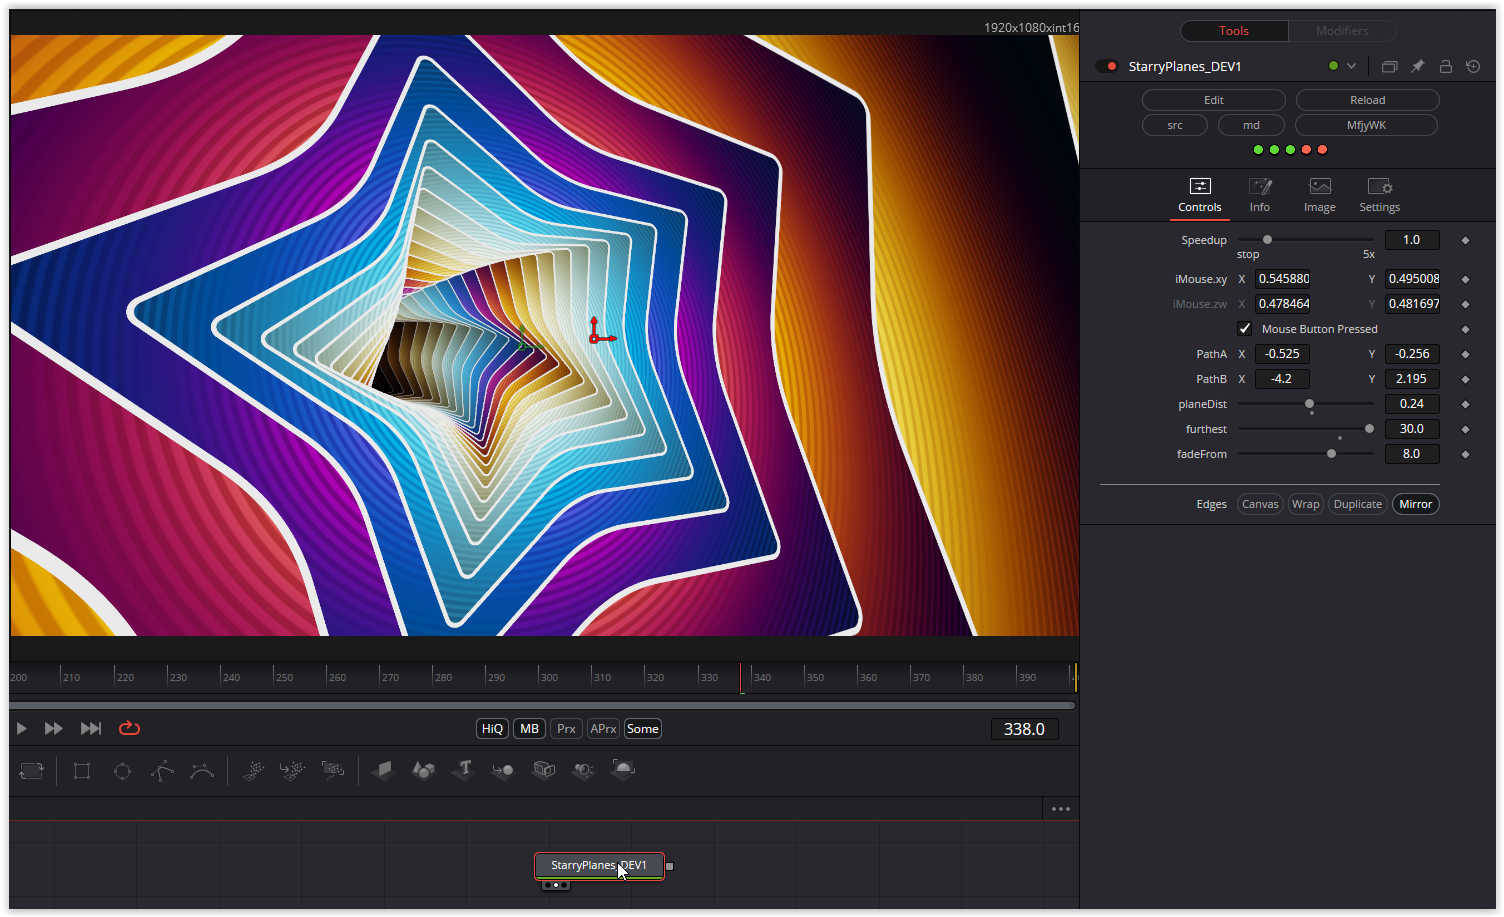 1920x1080xint16
Tools
Modifiers
StarryPlanes_DEV1
Edit
Reload
src
md
MfjyWK
Controls
Info
Image
Settings
Speedup
1.0
stop
5x
iMouse.xy X 0.545880 Y 0.495008
iMouse.zw X 0.478464 Y 0.481697
Mouse Button Pressed
PathA X -0.525 Y -0.256
PathB X -4.2 Y 2.195
planeDist 0.24
furthest 30.0
fadeFrom 8.0
Edges Canvas Wrap Duplicate Mirror
200 210 220 230 240 250 260 270 280 290 300 310 320 330 340 350 360 370 380 390
HiQ MB Prx APrx Some
338.0
T
StarryPlanes_DEV1